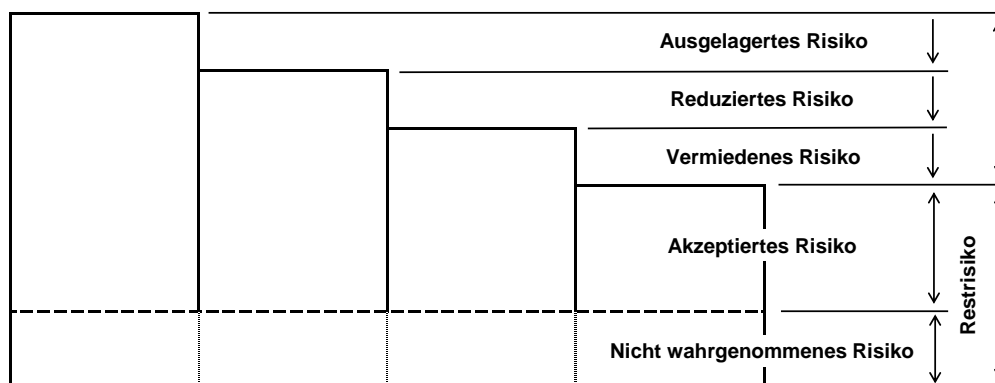 Ausgelagertes Risiko
Reduziertes Risiko
Vermiedenes Risiko
Akzeptiertes Risiko
Restrisiko
Nicht wahrgenommenes Risiko